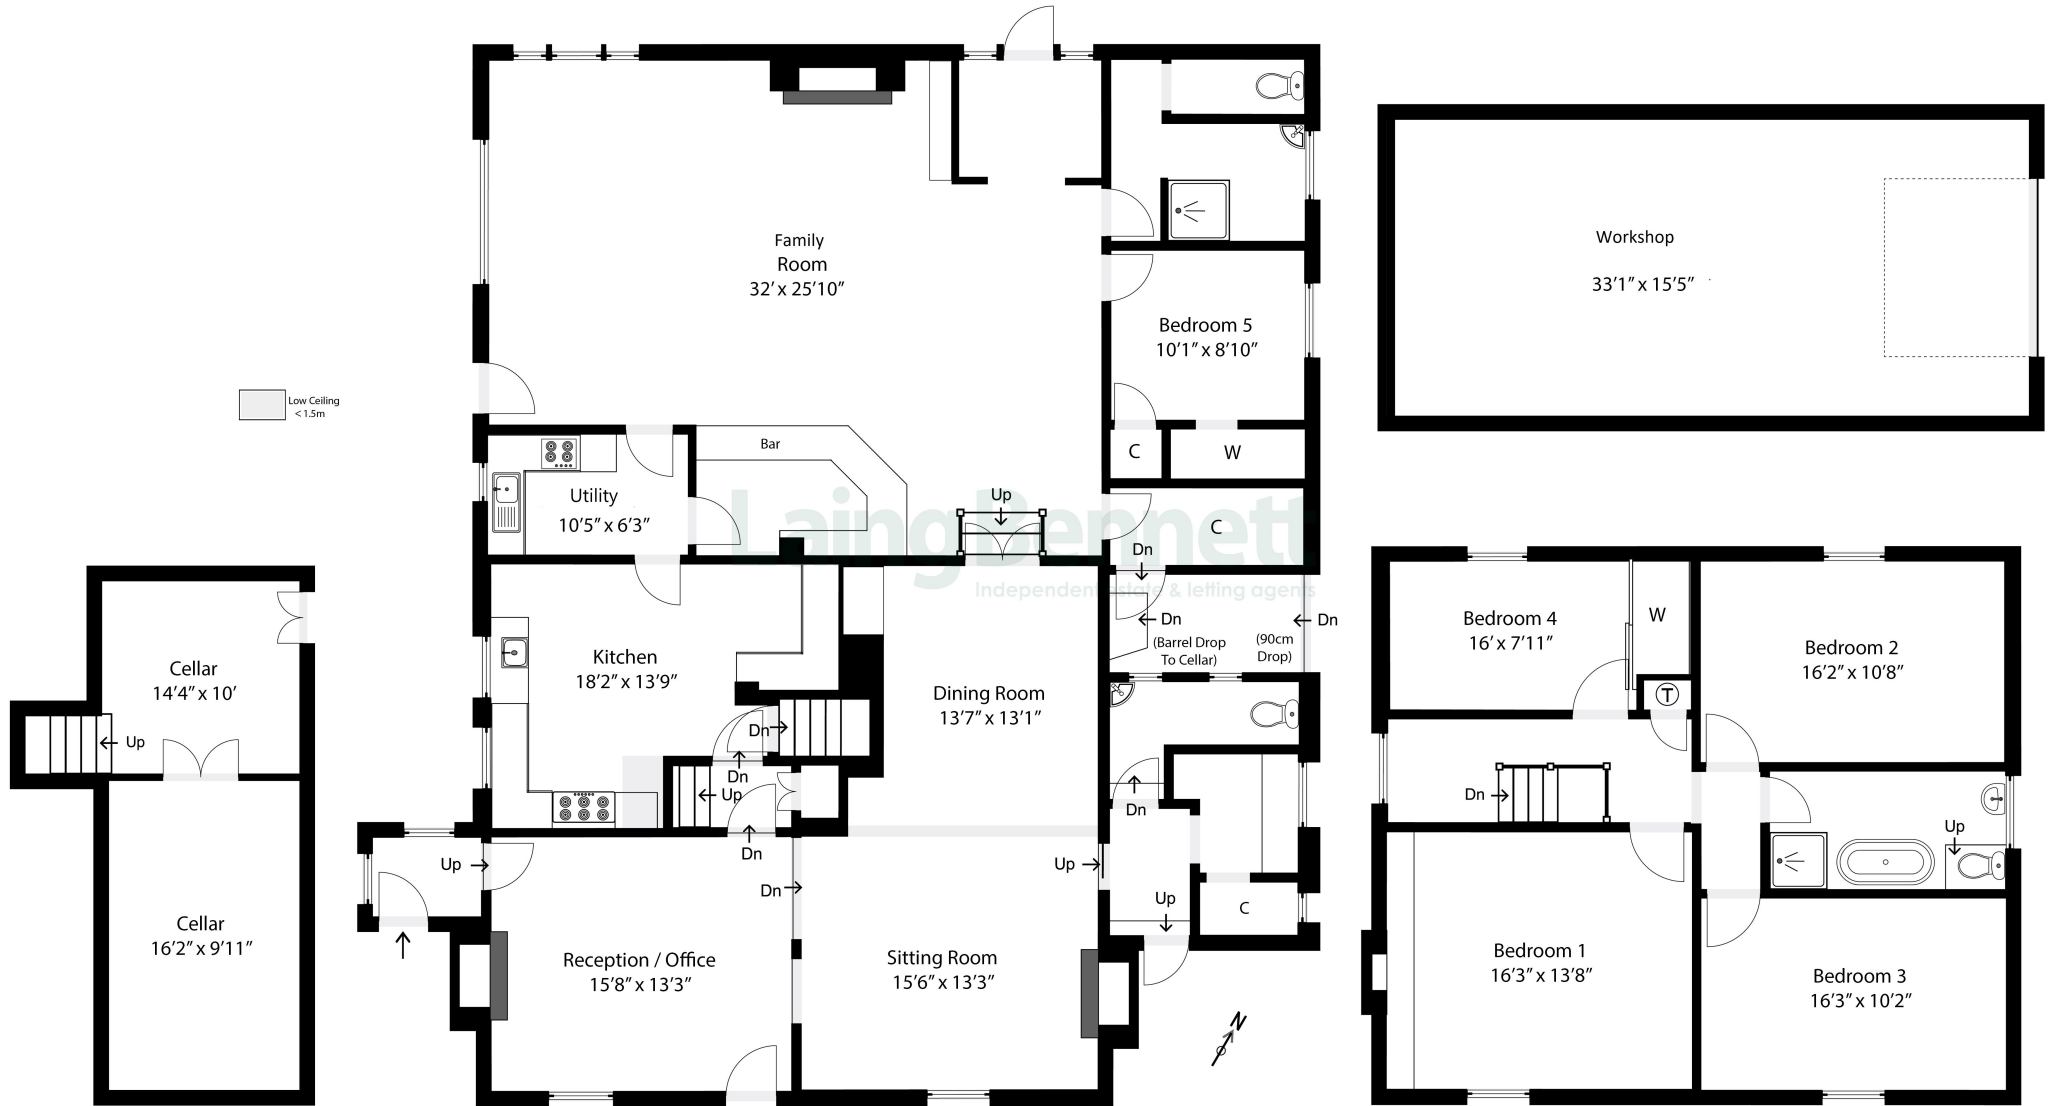 Low Ceiling
< 1.5m
Cellar
14'4" x 10'
Up
Cellar
16'2" x 9'11"
Family
Room
32' x 25'10"
Bar
Utility
10'5" x 6'3"
Up
Kitchen
18'2" x 13'9"
Dn
Dn
Up
Dn
Up
Dn
Reception / Office
15'8" x 13'3"
Dining Room
13'7" x 13'1"
Sitting Room
15'6" x 13'3"
Up
Bedroom 5
10'1" x 8'10"
C
W
C
Dn
Dn
Dn
(Barrel Drop
To Cellar)
(90cm
Drop)
Dn
Up
C
N
LaingBennett
Independent estate & letting agents
Workshop
33'1" x 15'5"
Bedroom 4
16' x 7'11"
W
T
Bedroom 2
16'2" x 10'8"
Dn
Up
Bedroom 1
16'3" x 13'8"
Bedroom 3
16'3" x 10'2"